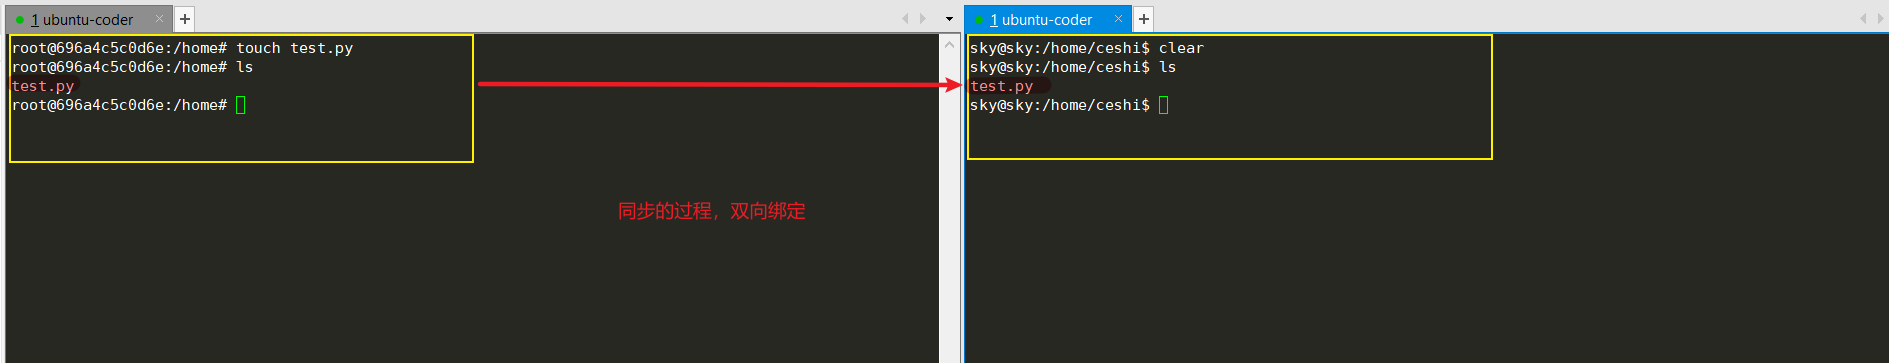 1 ubuntu-coder × +
root@696a4c5c0d6e:/home# touch test.py
root@696a4c5c0d6e:/home# ls
test.py
root@696a4c5c0d6e:/home#
同步的过程，双向绑定
1 ubuntu-coder × +
sky@sky:/home/ceshi$ clear
sky@sky:/home/ceshi$ ls
test.py
sky@sky:/home/ceshi$